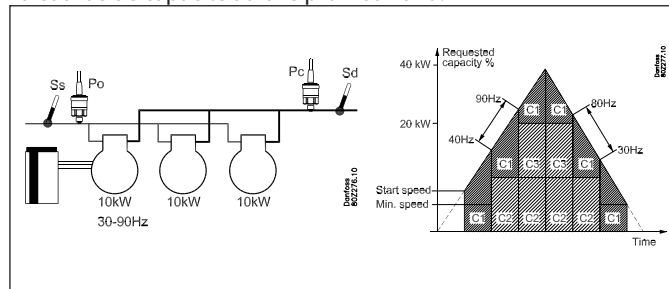 Ss
Po
Pc
Sd
10kW
10kW
10kW
30-90Hz
Danfoss
80Z276.10
Requested
capacity %
40 kW
20 kW
Start speed
Min. speed
90Hz
40Hz
80Hz
30Hz
C1
C1
C1
C3
C3
C1
C1
C2
C2
C2
C2
C1
Time
Danfoss
80Z277.10